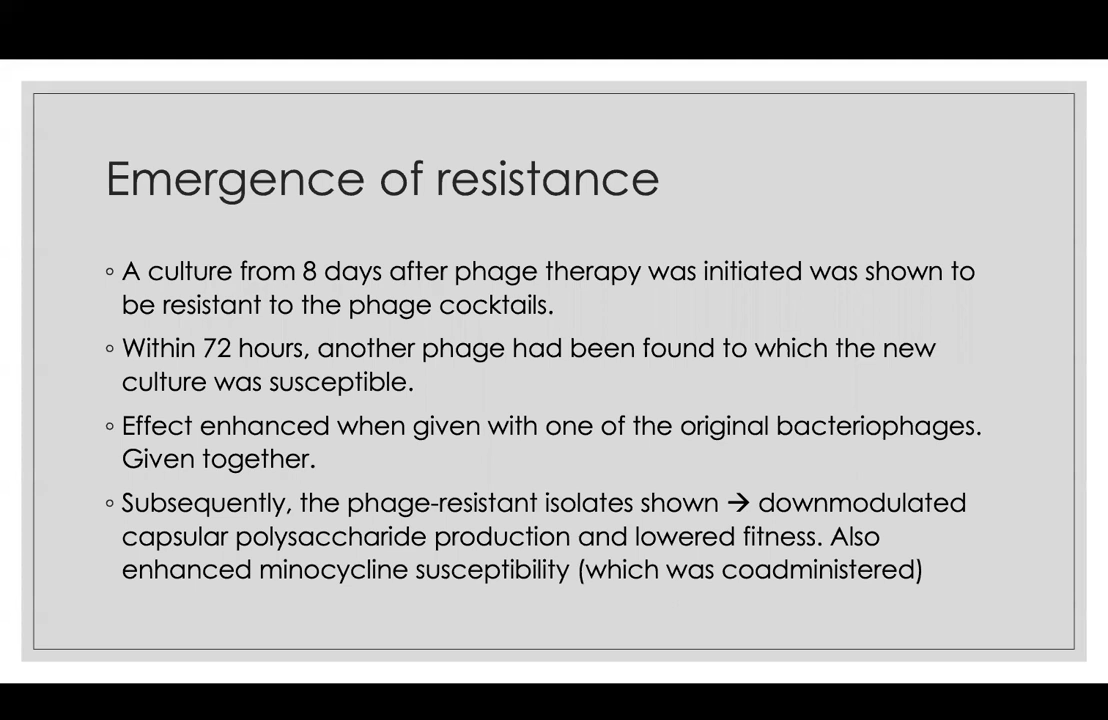 Emergence of resistance
◦ A culture from 8 days after phage therapy was initiated was shown to
be resistant to the phage cocktails.
◦ Within 72 hours, another phage had been found to which the new
culture was susceptible.
◦ Effect enhanced when given with one of the original bacteriophages.
Given together.
◦ Subsequently, the phage-resistant isolates shown → downmodulated
capsular polysaccharide production and lowered fitness. Also
enhanced minocycline susceptibility (which was coadministered)